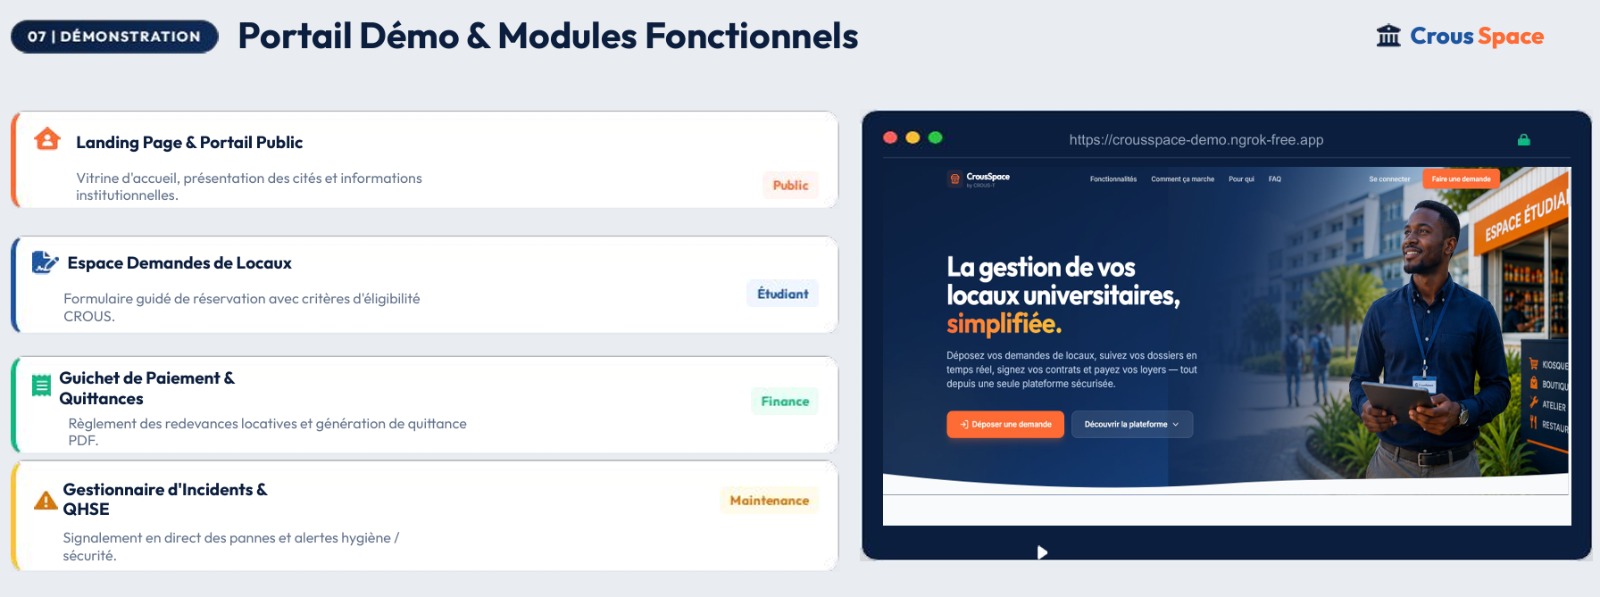 07 | DÉMONSTRATION
Portail Démo & Modules Fonctionnels
Crous Space
Landing Page & Portail Public
Vitrine d'accueil, présentation des cités et informations
institutionnelles.
Public
Espace Demandes de Locaux
Formulaire guidé de réservation avec critères d'éligibilité
CROUS.
Étudiant
Guichet de Paiement &
Quittances
Règlement des redevances locatives et génération de quittance
PDF.
Finance
Gestionnaire d'Incidents &
QHSE
Signalement en direct des pannes et alertes hygiène /
sécurité.
Maintenance
https://crousspace-demo.ngrok-free.app
CrousSpace
by CROUS-T
Fonctionnalités
Comment ça marche
Pour qui
FAQ
Se connecter
Faire une demande
La gestion de vos
locaux universitaires,
simplifiée.
Déposez vos demandes de locaux, suivez vos dossiers en
temps réel, signez vos contrats et payez vos loyers — tout
depuis une seule plateforme sécurisée.
Déposer une demande
Découvrir la plateforme
ESPACE ÉTUDIA
KIOSQUE
BOUTIQU
ATELIER
RESTAUR